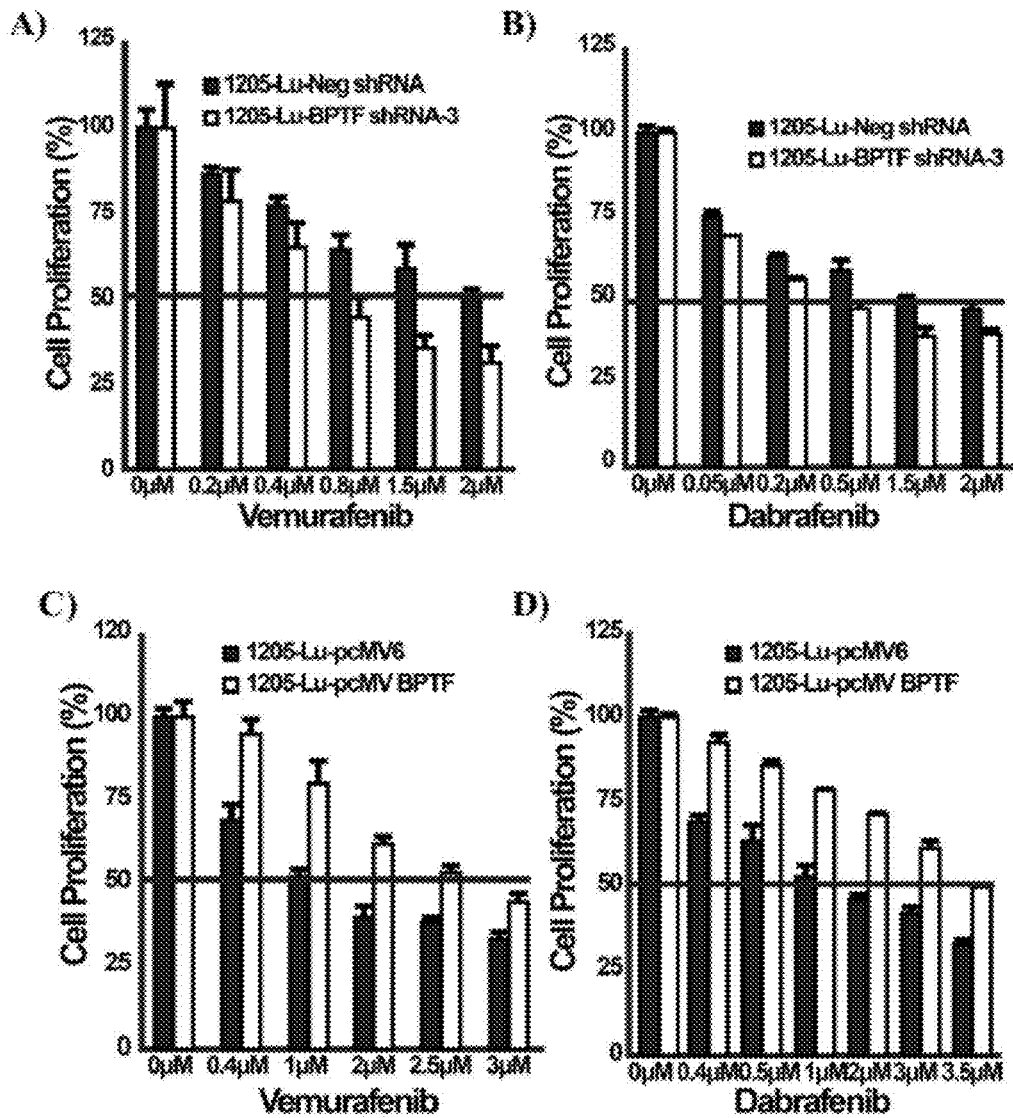 A)
125
100
75
50
25
0
Cell Proliferation (%)
1205-Lu-Neg shRNA
1205-Lu-BPTF shRNA-3
0µM 0.2µM 0.4µM 0.8µM 1.5µM 2µM
Vemurafenib
B)
125
100
75
50
25
0
Cell Proliferation (%)
1205-Lu-Neg shRNA
1205-Lu-BPTF shRNA-3
0µM 0.05µM 0.2µM 0.5µM 1.5µM 2µM
Dabrafenib
C)
120
100
75
50
25
0
Cell Proliferation (%)
1205-Lu-pcMV6
1205-Lu-pcMV BPTF
0µM 0.4µM 1µM 2µM 2.5µM 3µM
Vemurafenib
D)
125
100
75
50
25
0
Cell Proliferation (%)
1205-Lu-pcMV6
1205-Lu-pcMV BPTF
0µM 0.4µM 0.5µM 1µM 2µM 3µM 3.5µM
Dabrafenib